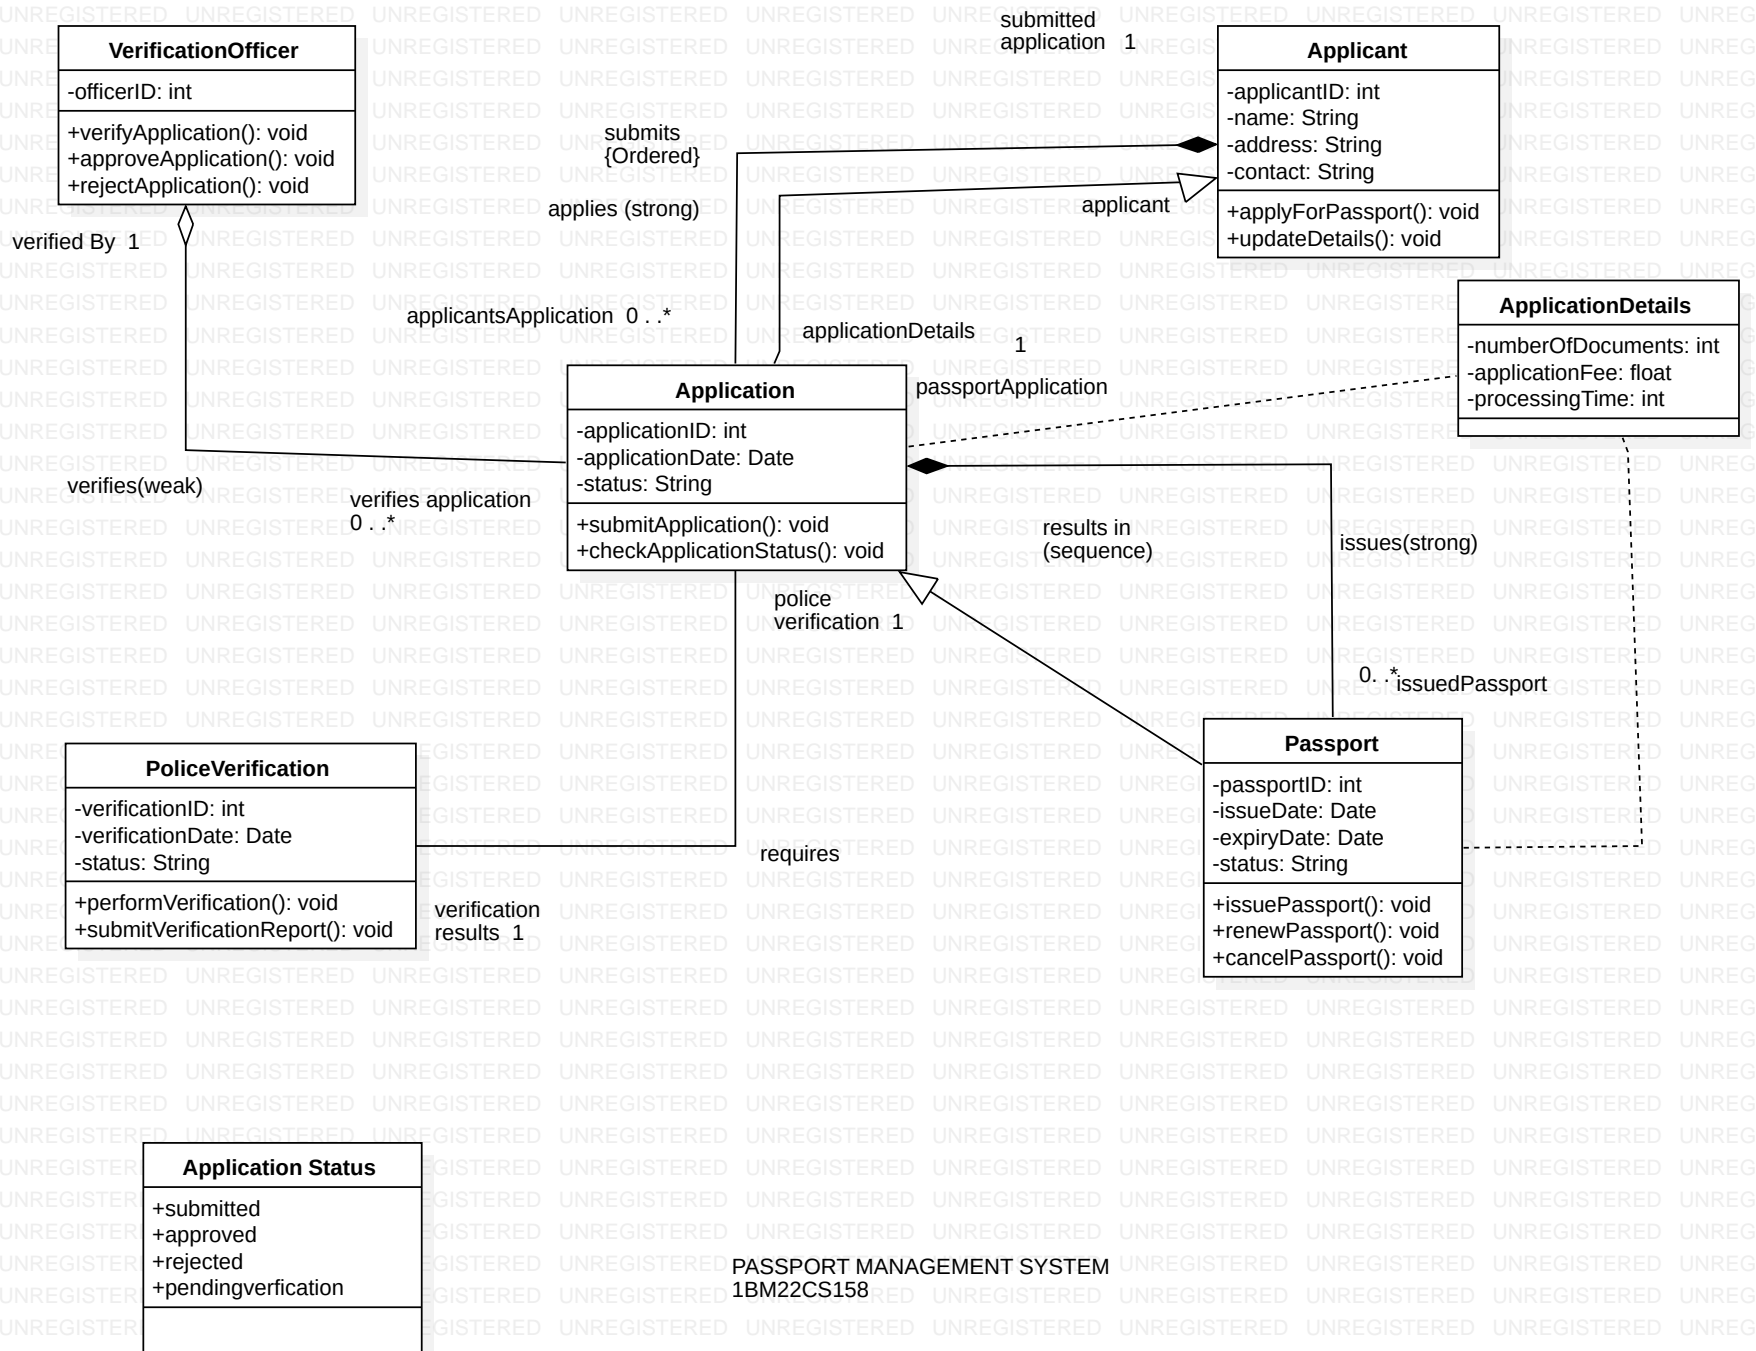 VerificationOfficer
-officerID: int
+verifyApplication(): void
+approveApplication(): void
+rejectApplication(): void
verified By 1
submitted
application 1
Applicant
-applicantID: int
-name: String
-address: String
-contact: String
+applyForPassport(): void
+updateDetails(): void
submits
{Ordered}
applies (strong)
applicant
applicantsApplication 0 . .*
applicationDetails
1
passportApplication
ApplicationDetails
-numberOfDocuments: int
-applicationFee: float
-processingTime: int
Application
-applicationID: int
-applicationDate: Date
-status: String
+submitApplication(): void
+checkApplicationStatus(): void
verifies(weak)
verifies application
0 . .*
results in
(sequence)
issues(strong)
police
verification 1
0. .*
issuedPassport
Passport
-passportID: int
-issueDate: Date
-expiryDate: Date
-status: String
+issuePassport(): void
+renewPassport(): void
+cancelPassport(): void
PoliceVerification
-verificationID: int
-verificationDate: Date
-status: String
+performVerification(): void
+submitVerificationReport(): void
requires
verification
results 1
Application Status
+submitted
+approved
+rejected
+pendingverfication
PASSPORT MANAGEMENT SYSTEM
1BM22CS158
UNREGISTERED